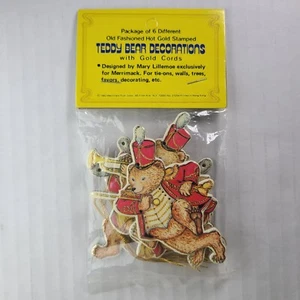 Package of 6 Different
Old Fashioned Hot Gold Stamped
TEDDY BEAR DECORATIONS
with Gold Cords
● Designed by Mary Lillemoe exclusively
for Merrimack. For tie-ons, walls, trees,
favors, decorating, etc.